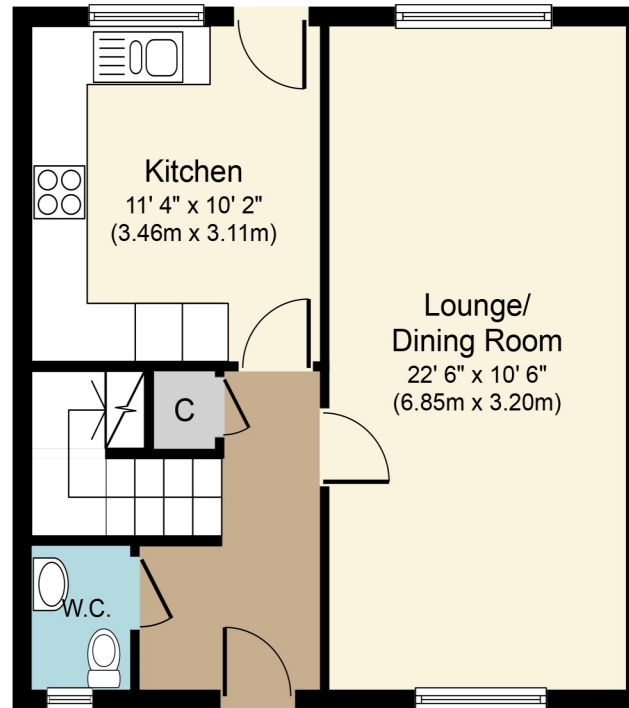 Kitchen
11' 4" x 10' 2"
(3.46m x 3.11m)
Lounge/
Dining Room
22' 6" x 10' 6"
(6.85m x 3.20m)
C
W.C.